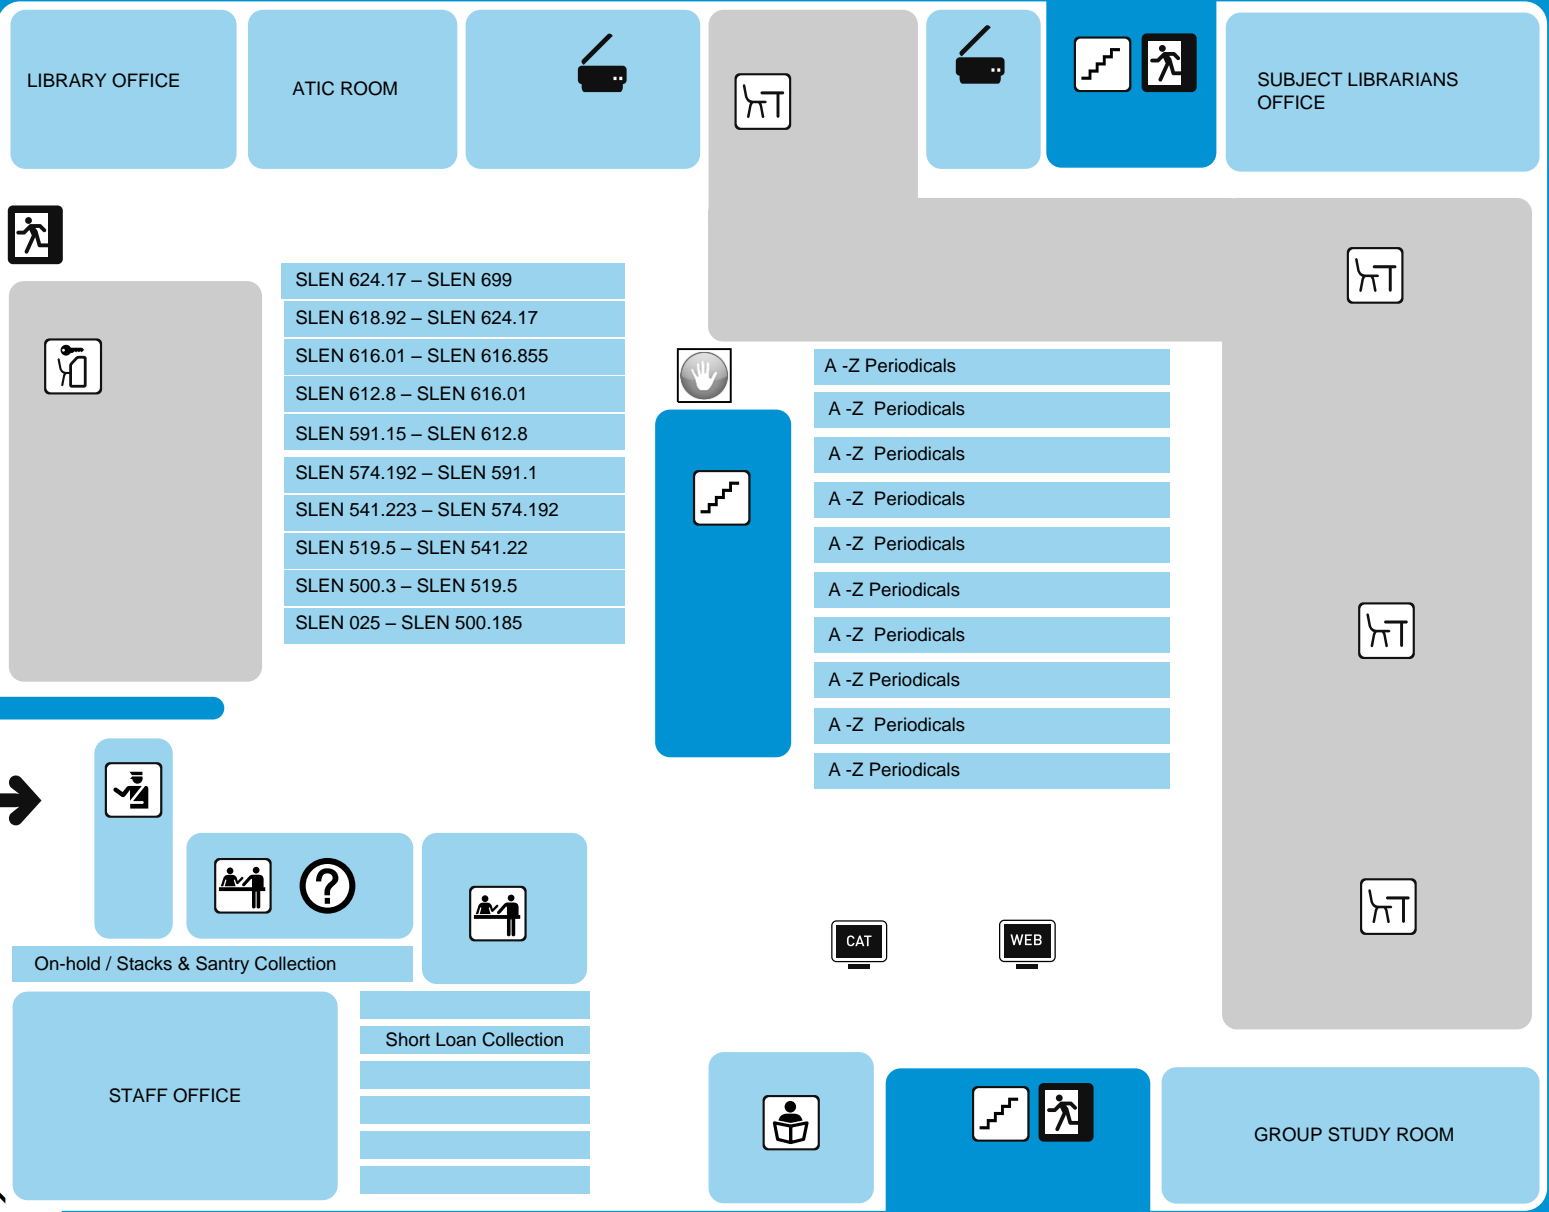 LIBRARY OFFICE
ATIC ROOM
SUBJECT LIBRARIANS
OFFICE
SLEN 624.17 – SLEN 699
SLEN 618.92 – SLEN 624.17
SLEN 616.01 – SLEN 616.855
SLEN 612.8 – SLEN 616.01
SLEN 591.15 – SLEN 612.8
SLEN 574.192 – SLEN 591.1
SLEN 541.223 – SLEN 574.192
SLEN 519.5 – SLEN 541.22
SLEN 500.3 – SLEN 519.5
SLEN 025 – SLEN 500.185
A -Z Periodicals
A -Z  Periodicals
A -Z  Periodicals
A -Z  Periodicals
A -Z  Periodicals
A -Z Periodicals
A -Z  Periodicals
A -Z Periodicals
A -Z  Periodicals
A -Z Periodicals
?
CAT
WEB
On-hold / Stacks & Santry Collection
Short Loan Collection
STAFF OFFICE
GROUP STUDY ROOM